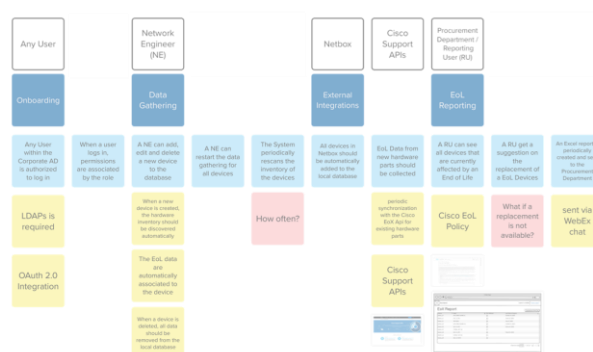 Any User
Network
Engineer
(NE)
Netbox
Cisco
Support
APIs
Procurement
Department /
Reporting
User (RU)
Onboarding
Data
Gathering
External
Integrations
EoL
Reporting
Any User
within the
Corporate AD
is authorized
to log in
When a user
logs in,
permissions
are associated
by the role
A NE can add,
edit and delete
a new device
to the
database
A NE can
restart the data
gathering for
all devices
The System
periodically
rescans the
inventory of
the devices
All devices in
Netbox should
be automatically
added to the
local database
EoL Data from
new hardware
parts should
be collected
A RU can see
all devices that
are currently
affected by an
End of Life
A RU get a
suggestion on
the
replacement of
a EoL Devices
An Excel report
periodically
created and
to the
Procurement
Department
LDAPs is
required
When a new
device is created,
the hardware
inventory should
be discovered
automatically
How often?
periodic
synchronization
with the Cisco
EoX Api for
existing hardware
parts
Cisco EoL
Policy
What if a
replacement
is not
available?
sent via
WebEx
chat
OAuth 2.0
Integration
The EoL data
are
automatically
associated to
the device
Cisco
Support
APIs
When a device is
deleted, all data
should be
removed from the
local database